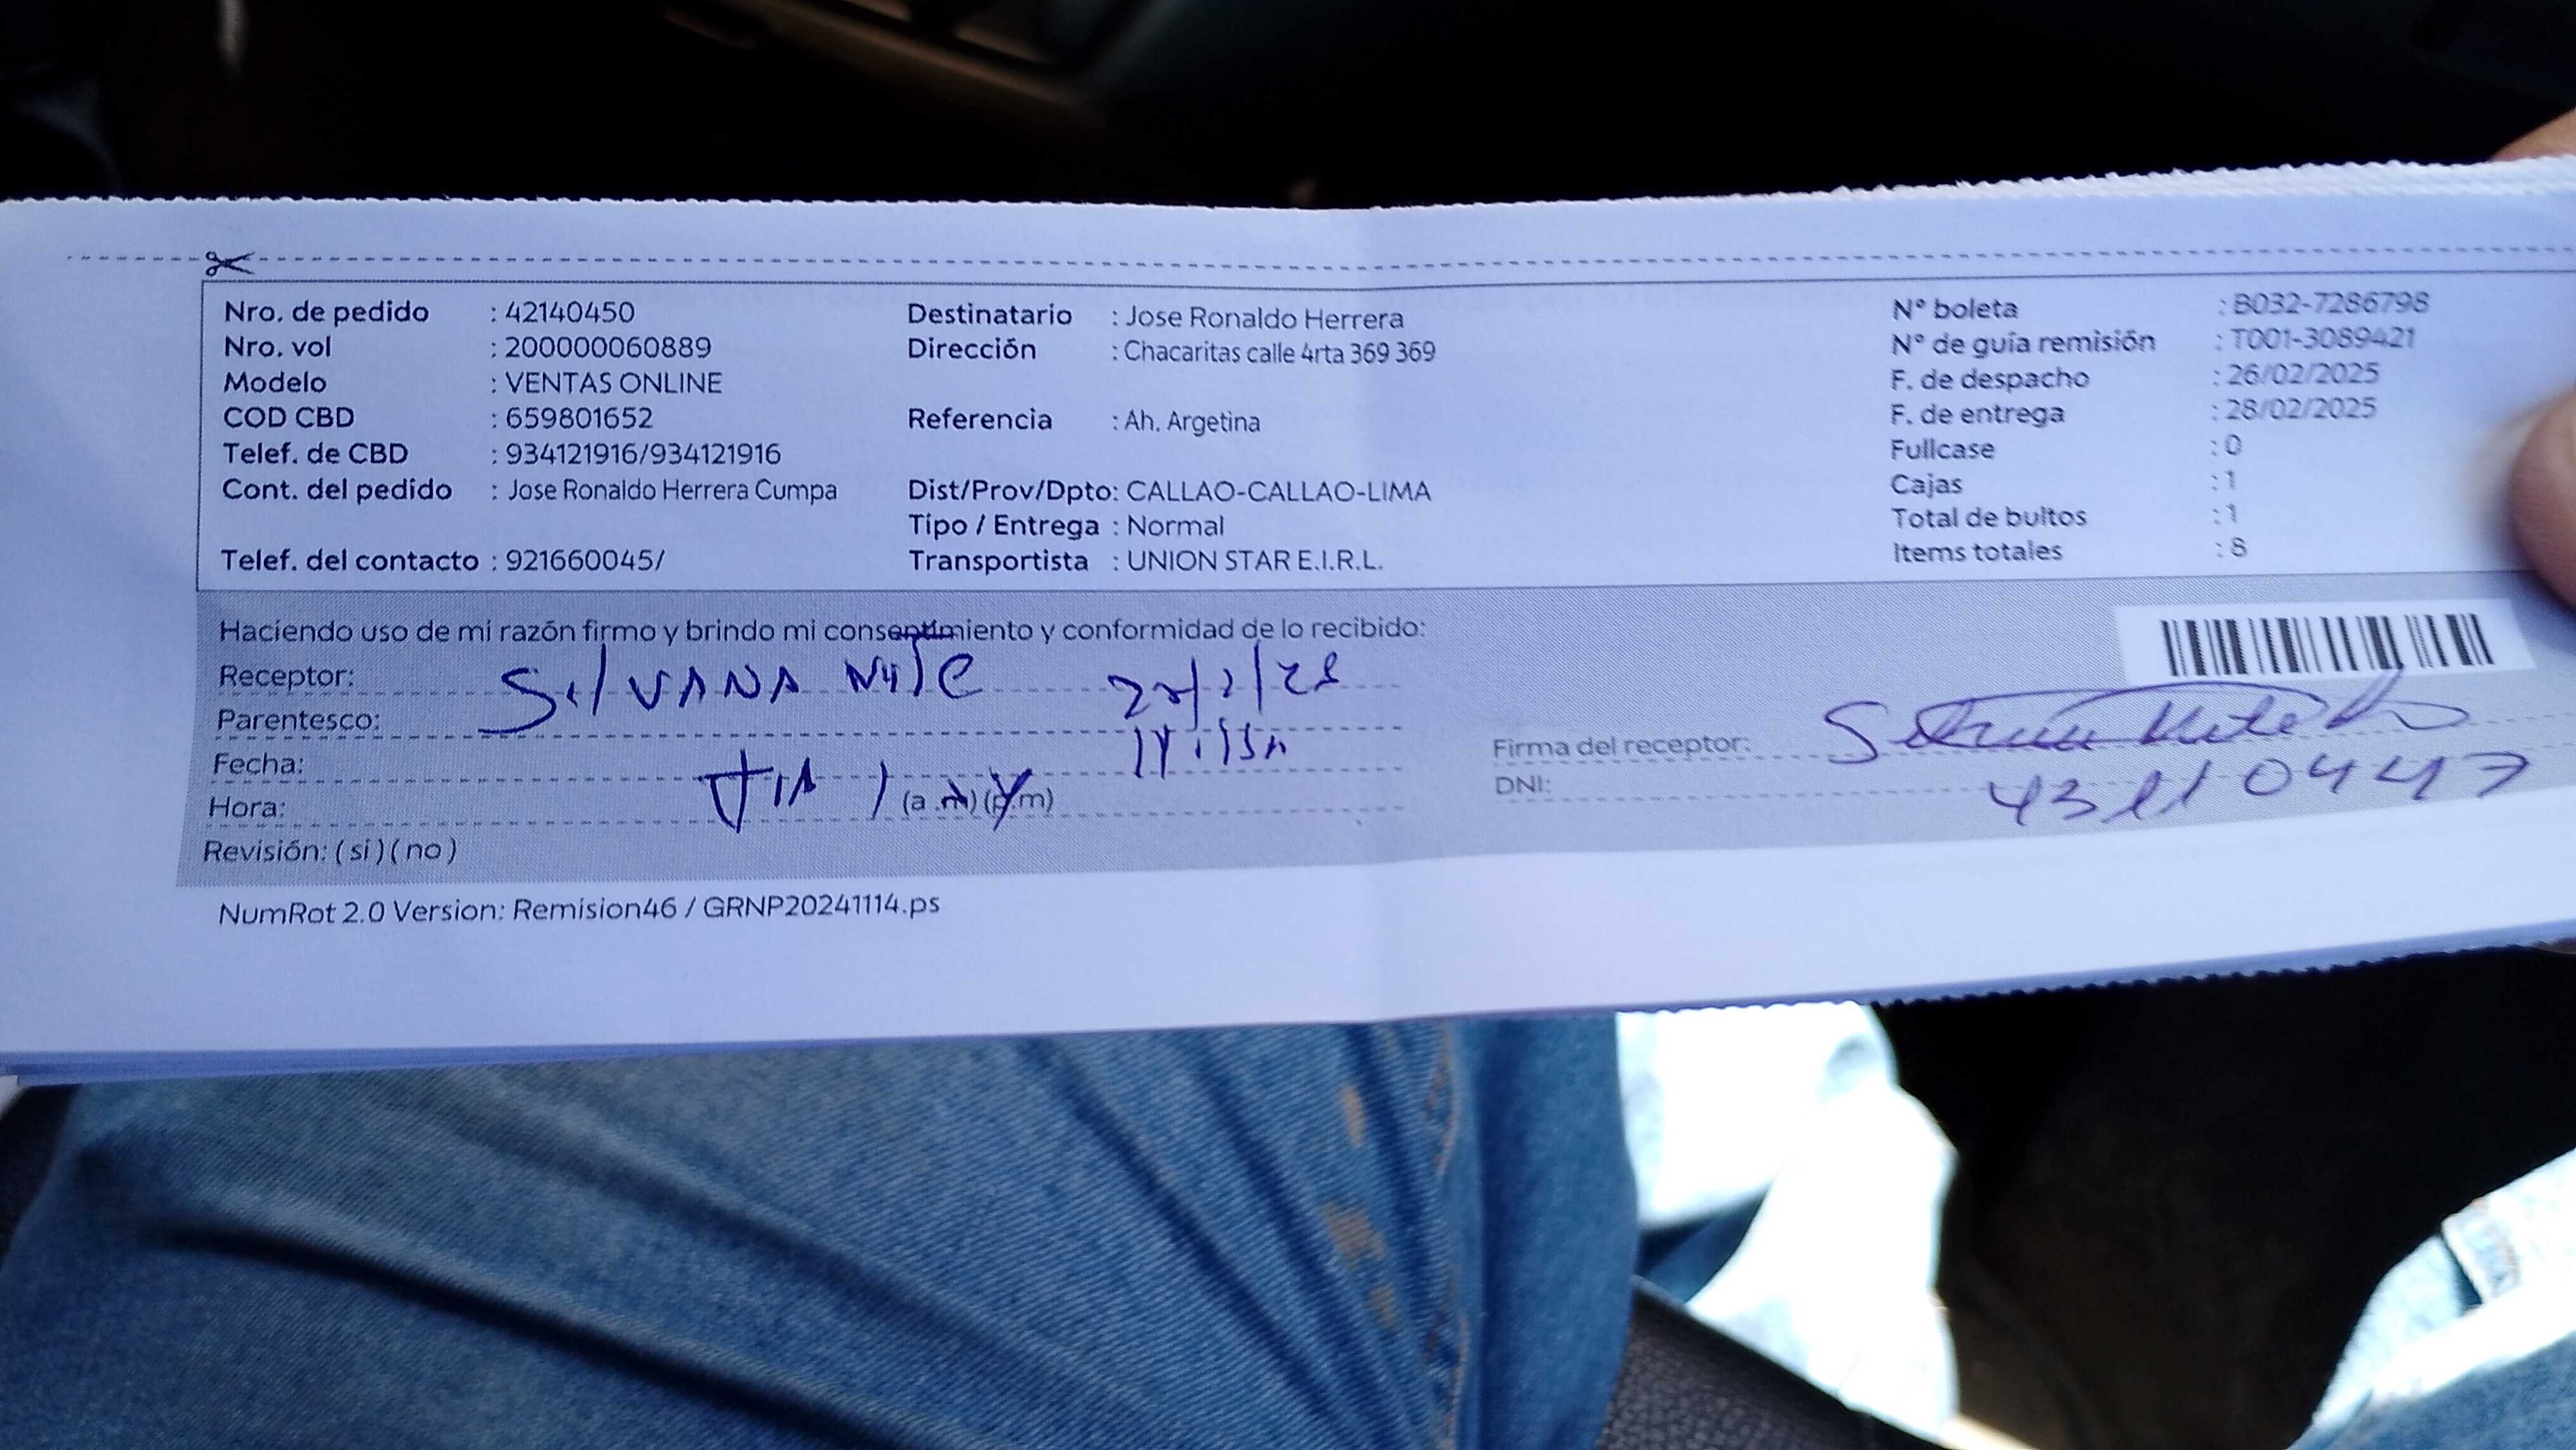 Nro. de pedido : 42140450
Nro. vol : 200000060889
Modelo : VENTAS ONLINE
COD CBD : 659801652
Telef. de CBD : 934121916/934121916
Cont. del pedido : Jose Ronaldo Herrera Cumpa
Telef. del contacto : 921660045/
Destinatario : Jose Ronaldo Herrera
Dirección : Chacaritas calle 4rta 369 369
Referencia : Ah. Argetina
Dist/Prov/Dpto: CALLAO-CALLAO-LIMA
Tipo / Entrega : Normal
Transportista : UNION STAR E.I.R.L.
N° boleta : B032-7286798
N° de guía remisión : T001-3089421
F. de despacho : 26/02/2025
F. de entrega : 28/02/2025
Fullcase : 0
Cajas : 1
Total de bultos : 1
Items totales : 8
Haciendo uso de mi razón firmo y brindo mi consentimiento y conformidad de lo recibido:
Receptor: SilVANA
Parentesco:
Fecha:
Hora: (a.m)(p.m)
Revisión: (si)(no)
Firma del receptor:
DNI:
NumRot 2.0 Version: Remision46 / GRNP20241114.ps